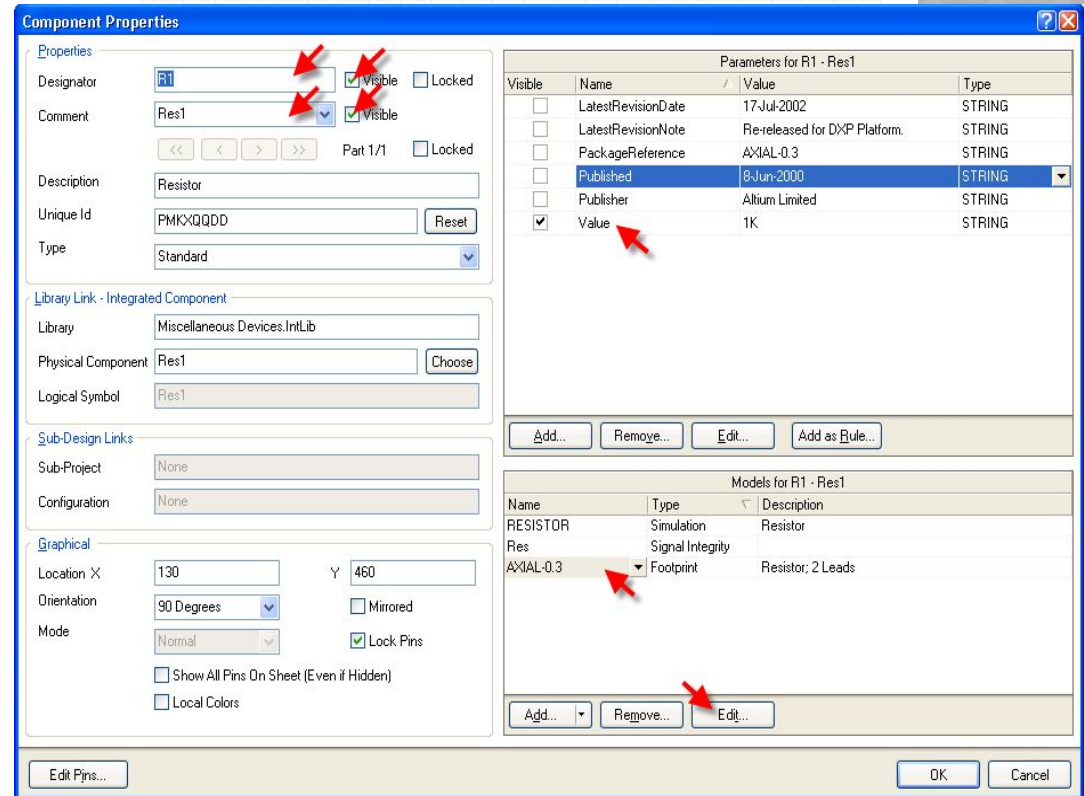 Component Properties
Properties
Designator R1 Visible Locked
Comment Res1 Visible
<< < > >> Part 1/1 Locked
Description Resistor
Unique Id PMKXQQDD Reset
Type Standard
Library Link - Integrated Component
Library Miscellaneous Devices.IntLib
Physical Component Res1 Choose
Logical Symbol Res1
Sub-Design Links
Sub-Project None
Configuration None
Graphical
Location X 130 Y 460
Orientation 90 Degrees Mirrored
Mode Normal Lock Pins
Show All Pins On Sheet (Even if Hidden)
Local Colors
Edit Pins...
Parameters for R1 - Res1
Visible Name Value Type
LatestRevisionDate 17-Jul-2002 STRING
LatestRevisionNote Re-released for DXP Platform. STRING
PackageReference AXIAL-0.3 STRING
Published 8-Jun-2000 STRING
Publisher Altium Limited STRING
Value 1K STRING
Add... Remove... Edit... Add as Rule...
Models for R1 - Res1
Name Type Description
RESISTOR Simulation Resistor
Res Signal Integrity
AXIAL-0.3 Footprint Resistor; 2 Leads
Add... Remove... Edit...
OK Cancel